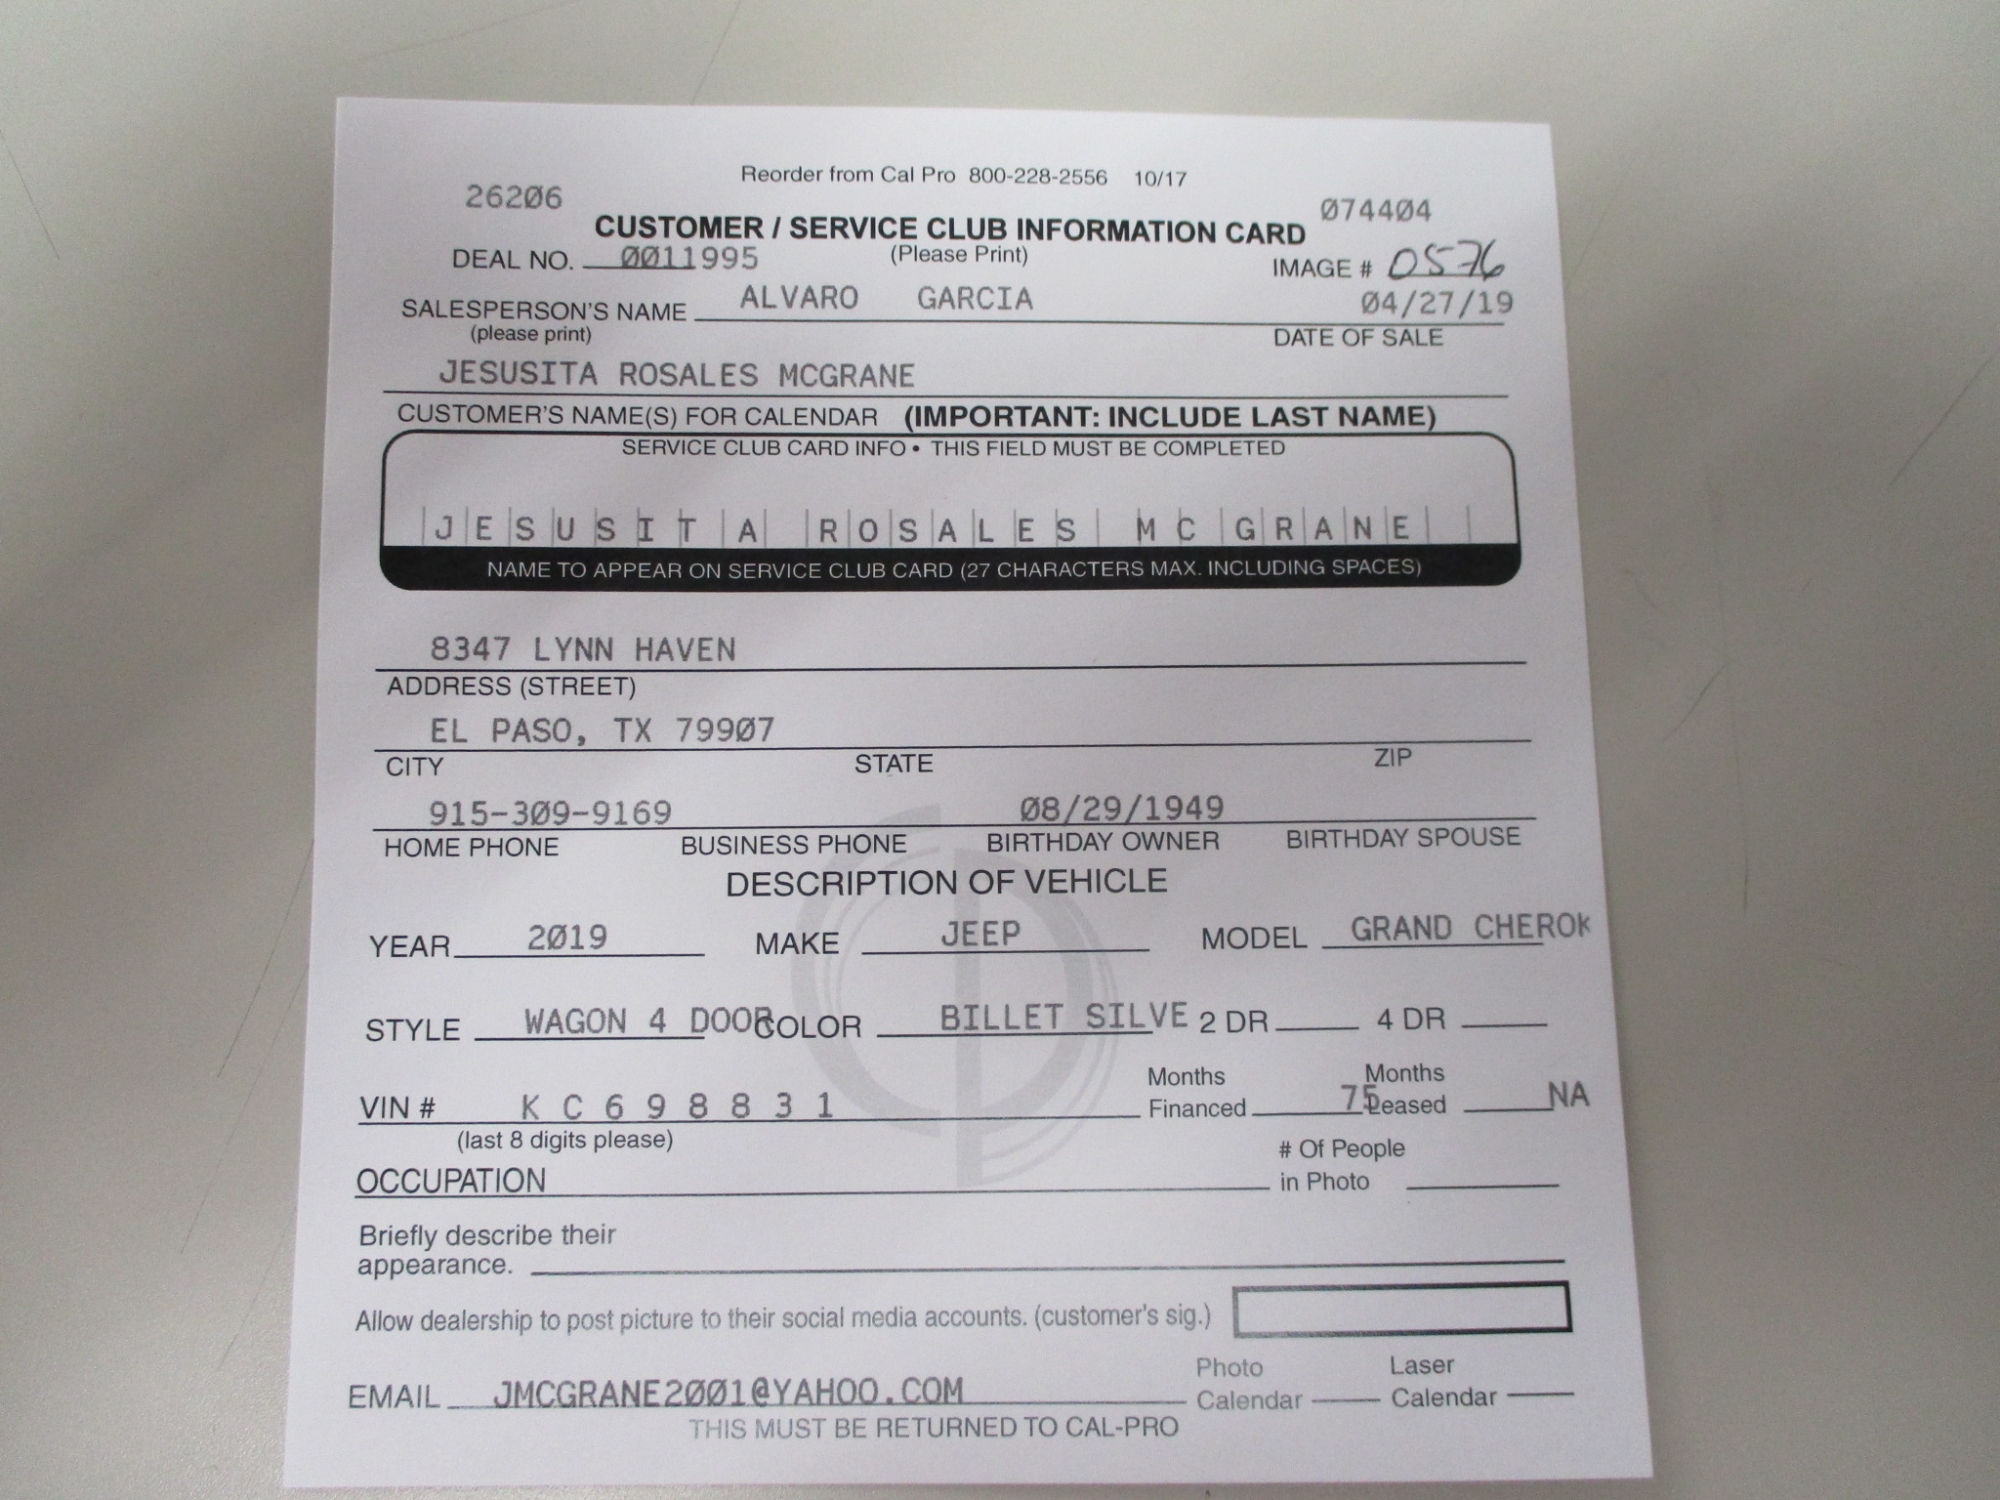 Reorder from Cal Pro 800-228-2556 10/17
26206 074404
CUSTOMER / SERVICE CLUB INFORMATION CARD
DEAL NO. 0011995 (Please Print) IMAGE # 0576
SALESPERSON'S NAME ALVARO GARCIA 04/27/19
(please print) DATE OF SALE
JESUSITA ROSALES MCGRANE
CUSTOMER'S NAME(S) FOR CALENDAR (IMPORTANT: INCLUDE LAST NAME)
SERVICE CLUB CARD INFO • THIS FIELD MUST BE COMPLETED
JESUSITA ROSALES MCGRANE
NAME TO APPEAR ON SERVICE CLUB CARD (27 CHARACTERS MAX. INCLUDING SPACES)
8347 LYNN HAVEN
ADDRESS (STREET)
EL PASO, TX 79907
CITY STATE ZIP
915-309-9169 08/29/1949
HOME PHONE BUSINESS PHONE BIRTHDAY OWNER BIRTHDAY SPOUSE
DESCRIPTION OF VEHICLE
YEAR 2019 MAKE JEEP MODEL GRAND CHEROK
STYLE WAGON 4 DOOR COLOR BILLET SILVE 2 DR 4 DR
Months Months
VIN # K C 6 9 8 8 3 1 Financed 75 Leased NA
(last 8 digits please)
# Of People
OCCUPATION in Photo
Briefly describe their
appearance.
Allow dealership to post picture to their social media accounts. (customer's sig.)
Photo Laser
EMAIL JMCGRANE2001@YAHOO.COM Calendar Calendar
THIS MUST BE RETURNED TO CAL-PRO